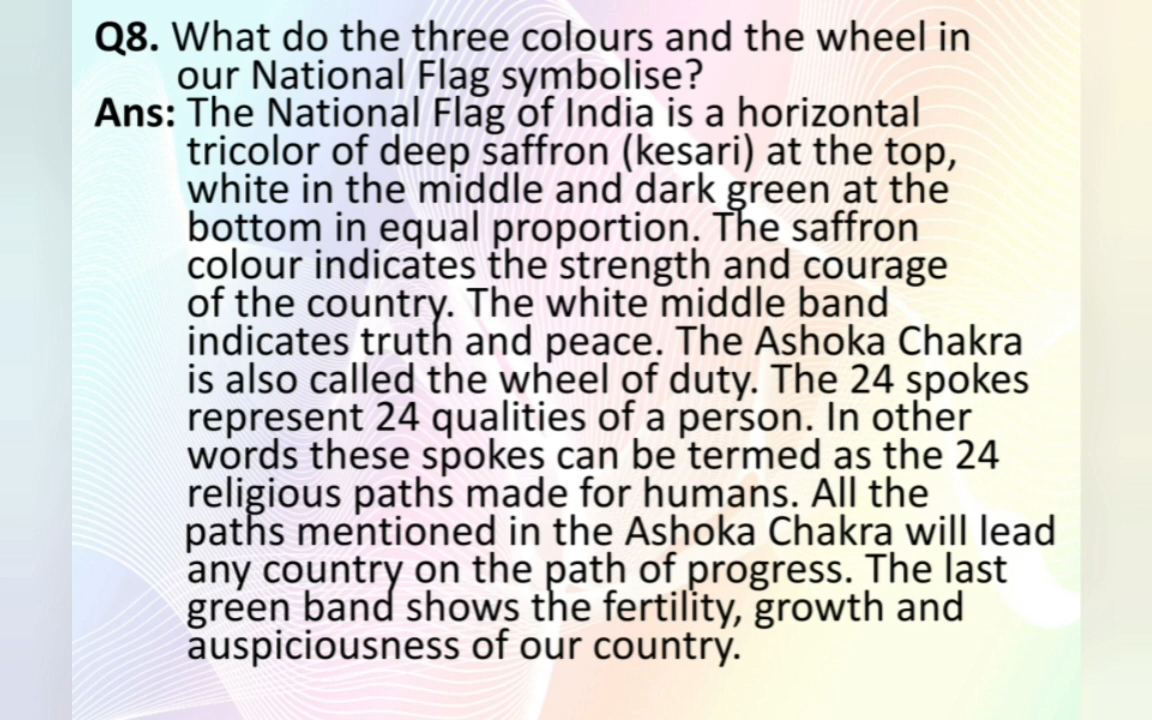 Q8. What do the three colours and the wheel in
our National Flag symbolise?
Ans: The National Flag of India is a horizontal
tricolor of deep saffron (kesari) at the top,
white in the middle and dark green at the
bottom in equal proportion. The saffron
colour indicates the strength and courage
of the country. The white middle band
indicates truth and peace. The Ashoka Chakra
is also called the wheel of duty. The 24 spokes
represent 24 qualities of a person. In other
words these spokes can be termed as the 24
religious paths made for humans. All the
paths mentioned in the Ashoka Chakra will lead
any country on the path of progress. The last
green band shows the fertility, growth and
auspiciousness of our country.